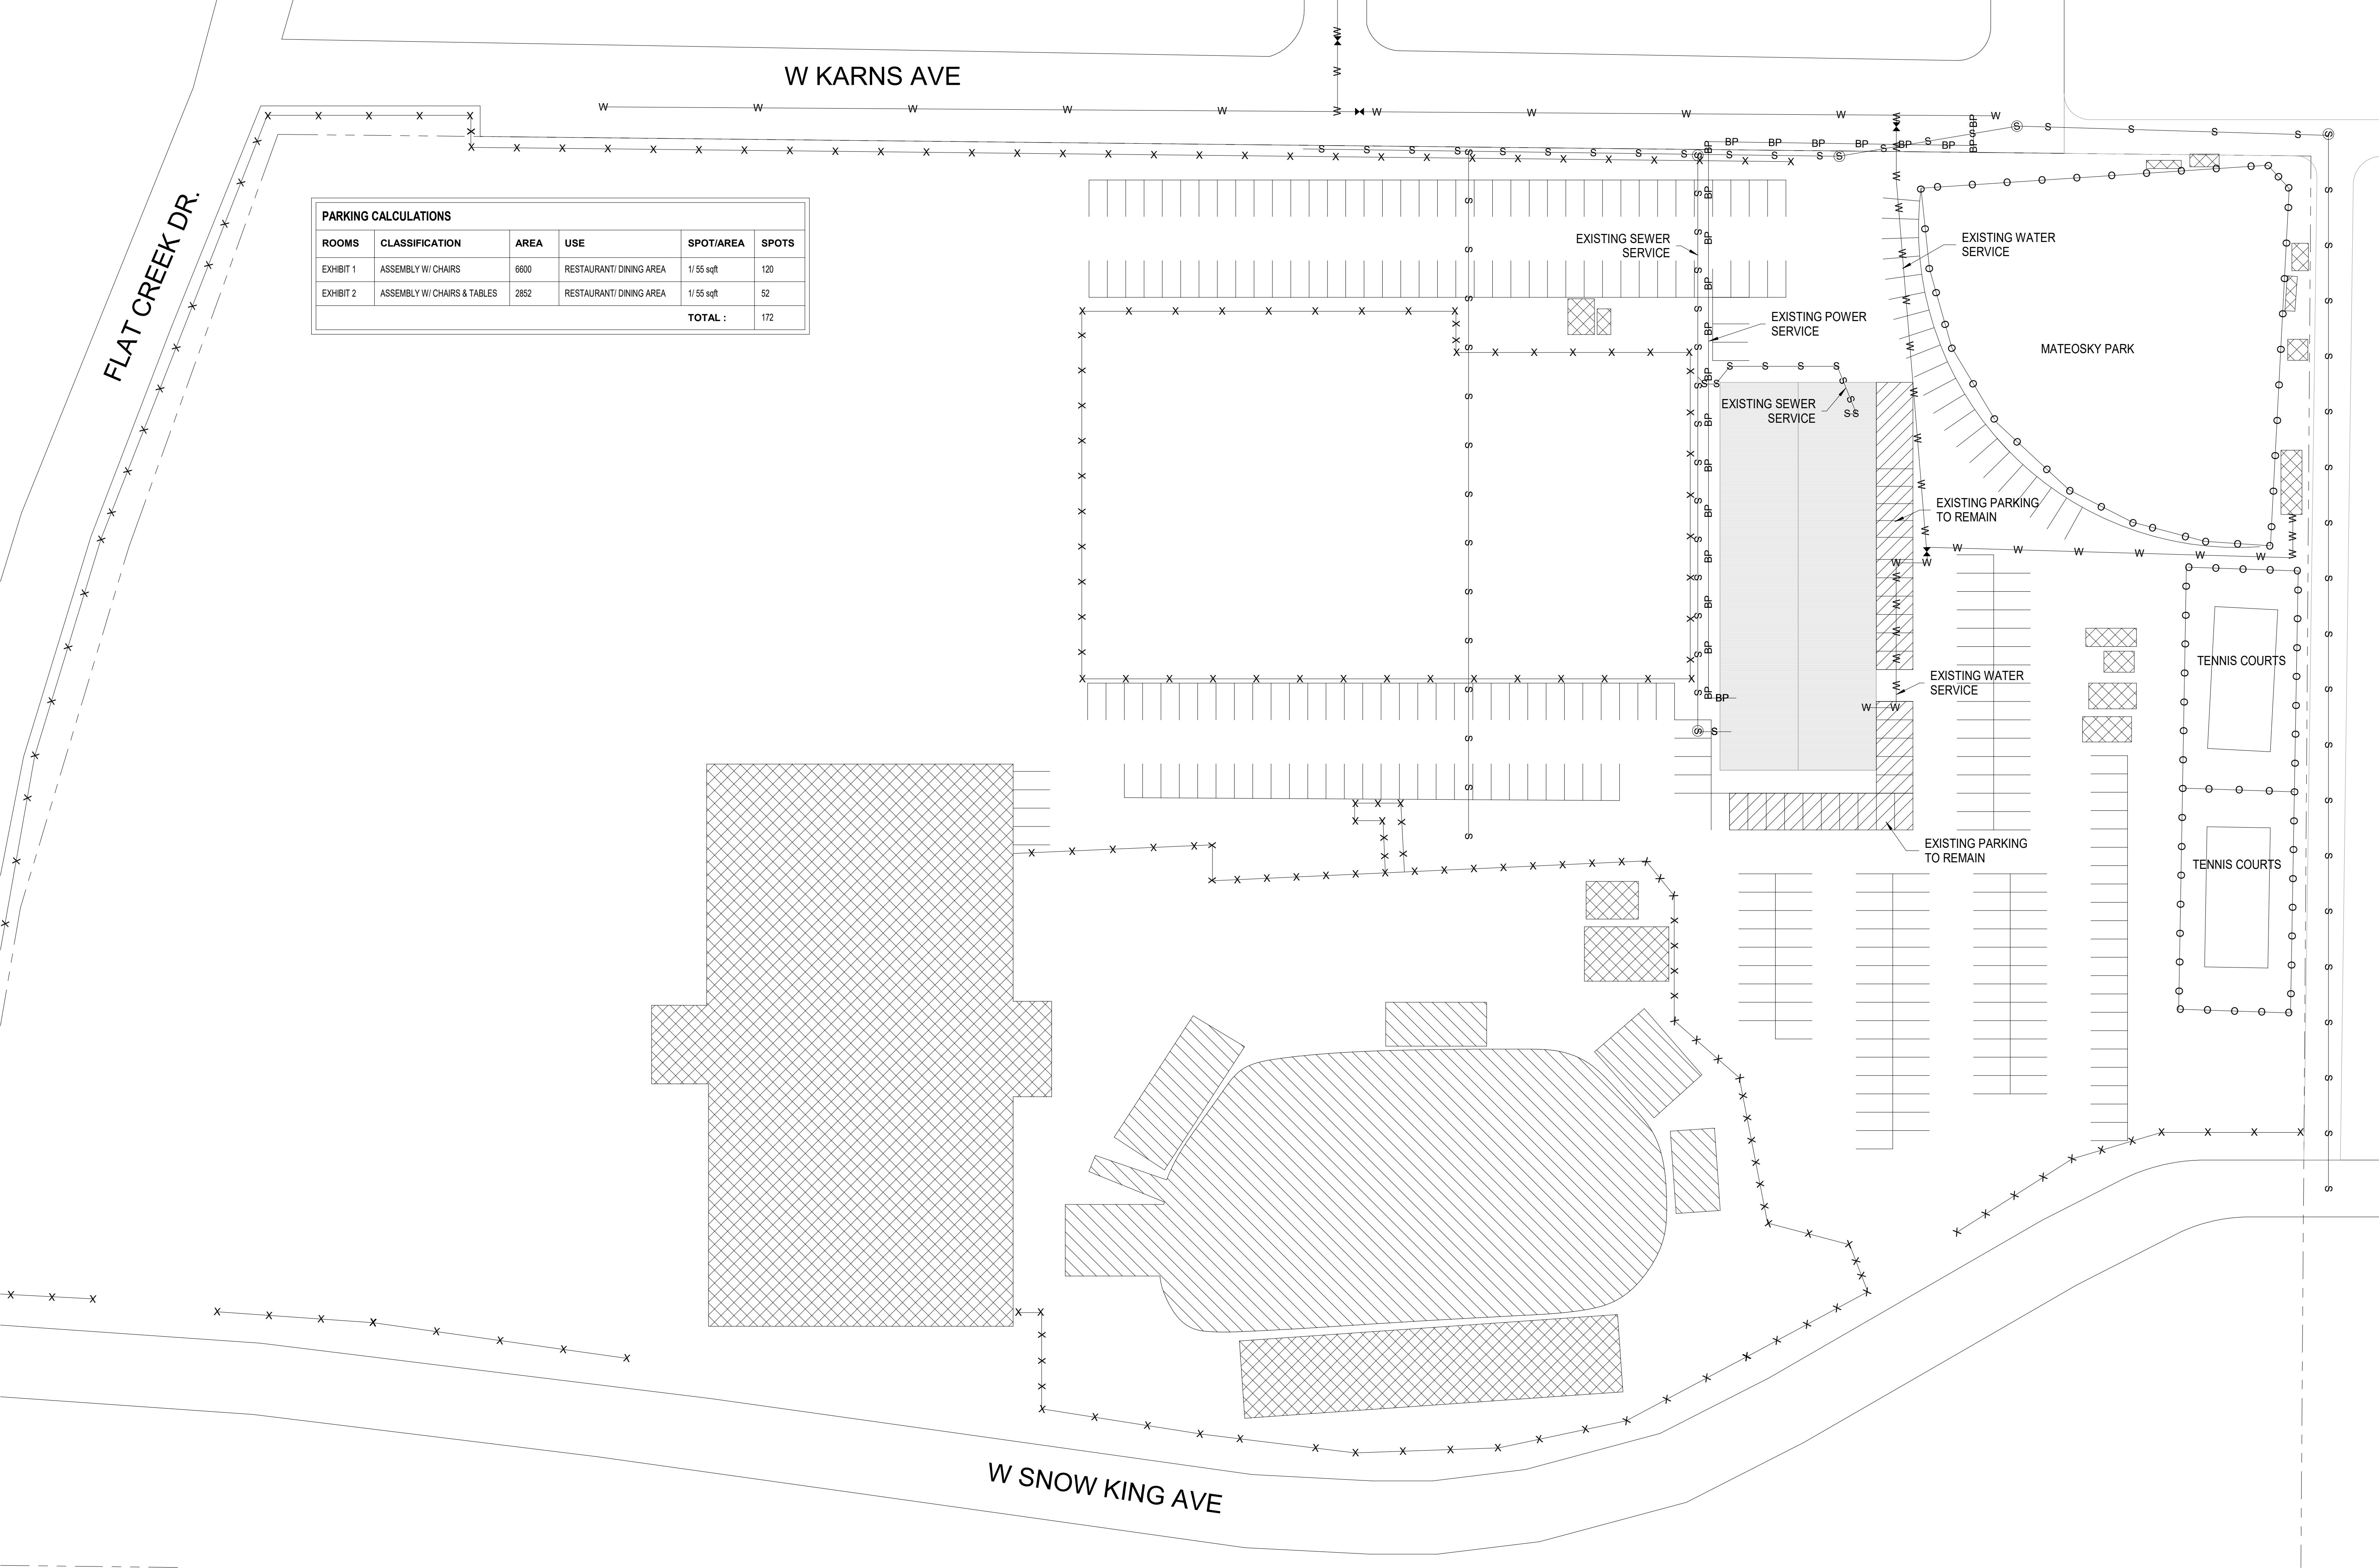 W KARNS AVE
FLAT CREEK DR.
PARKING CALCULATIONS
ROOMS CLASSIFICATION AREA USE SPOT/AREA SPOTS
EXHIBIT 1 ASSEMBLY W/ CHAIRS 6600 RESTAURANT/ DINING AREA 1/ 55 sqft 120
EXHIBIT 2 ASSEMBLY W/ CHAIRS & TABLES 2852 RESTAURANT/ DINING AREA 1/ 55 sqft 52
TOTAL : 172
EXISTING SEWER
SERVICE
EXISTING WATER
SERVICE
EXISTING POWER
SERVICE
MATEOSKY PARK
EXISTING SEWER
SERVICE
EXISTING PARKING
TO REMAIN
TENNIS COURTS
EXISTING WATER
SERVICE
EXISTING PARKING
TO REMAIN
TENNIS COURTS
W SNOW KING AVE